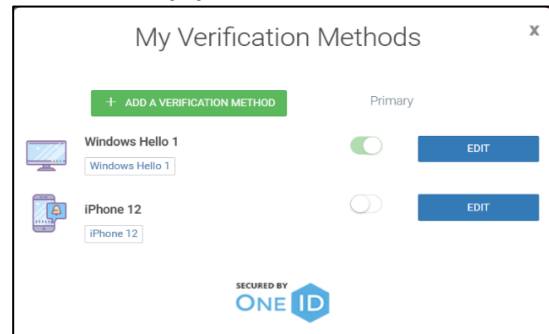 My Verification Methods
X
+ ADD A VERIFICATION METHOD
Primary
Windows Hello 1
Windows Hello 1
EDIT
iPhone 12
iPhone 12
EDIT
SECURED BY
ONE ID